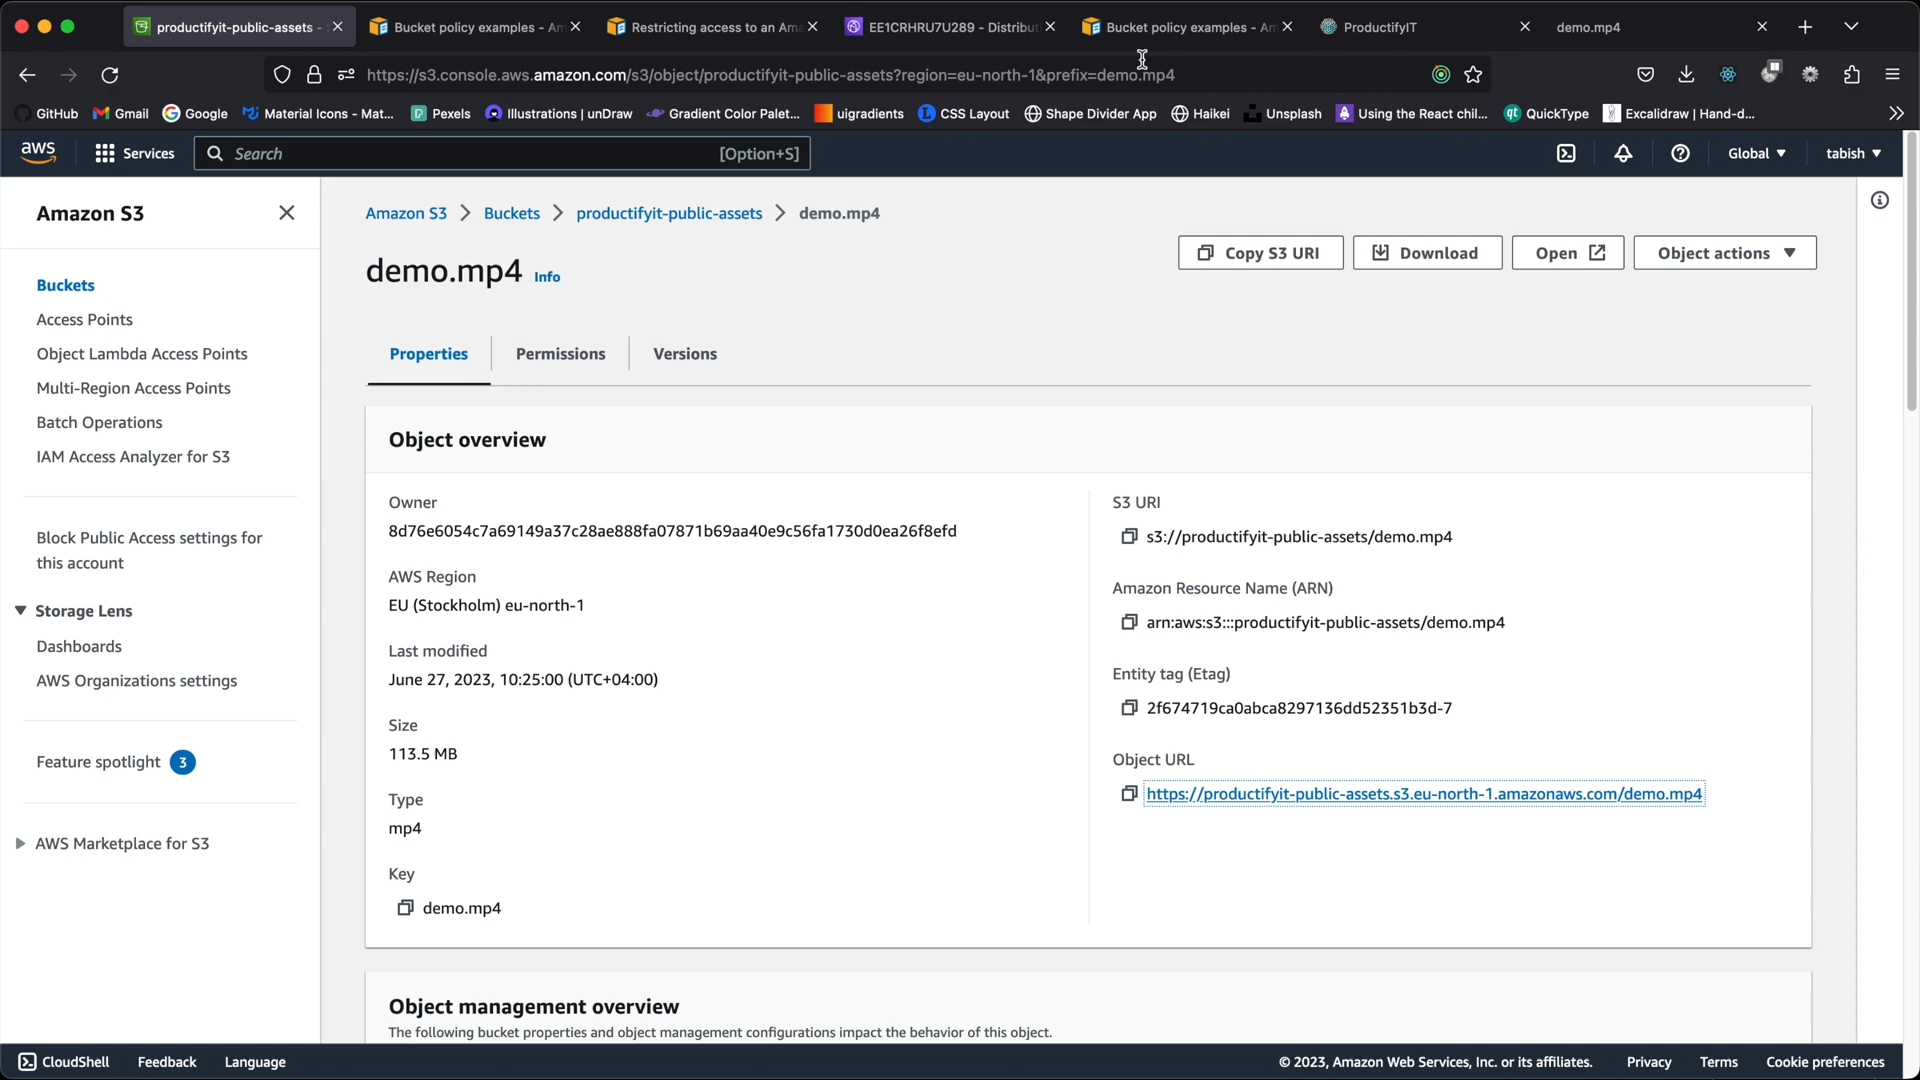 productifyit-public-assets -
Bucket policy examples - Am
Restricting access to an Ama
EE1CRHRU7U289 - Distribut
Bucket policy examples - Am
ProductifyIT
demo.mp4
https://s3.console.aws.amazon.com/s3/object/productifyit-public-assets?region=eu-north-1&prefix=demo.mp4
GitHub
Gmail
Google
Material Icons - Mat...
Pexels
Illustrations | unDraw
Gradient Color Palet...
uigradients
CSS Layout
Shape Divider App
Haikei
Unsplash
Using the React chil...
qt QuickType
Excalidraw | Hand-d...
aws
Services
Search [Option+S]
Global
tabish
Amazon S3
Buckets
Access Points
Object Lambda Access Points
Multi-Region Access Points
Batch Operations
IAM Access Analyzer for S3
Block Public Access settings for
this account
Storage Lens
Dashboards
AWS Organizations settings
Feature spotlight 3
AWS Marketplace for S3
Amazon S3 > Buckets > productifyit-public-assets > demo.mp4
demo.mp4 Info
Copy S3 URI
Download
Open
Object actions
Properties
Permissions
Versions
Object overview
Owner
8d76e6054c7a69149a37c28ae888fa07871b69aa40e9c56fa1730d0ea26f8efd
AWS Region
EU (Stockholm) eu-north-1
Last modified
June 27, 2023, 10:25:00 (UTC+04:00)
Size
113.5 MB
Type
mp4
Key
demo.mp4
S3 URI
s3://productifyit-public-assets/demo.mp4
Amazon Resource Name (ARN)
arn:aws:s3:::productifyit-public-assets/demo.mp4
Entity tag (Etag)
2f674719ca0abca8297136dd52351b3d-7
Object URL
https://productifyit-public-assets.s3.eu-north-1.amazonaws.com/demo.mp4
Object management overview
The following bucket properties and object management configurations impact the behavior of this object.
CloudShell
Feedback
Language
© 2023, Amazon Web Services, Inc. or its affiliates.
Privacy
Terms
Cookie preferences